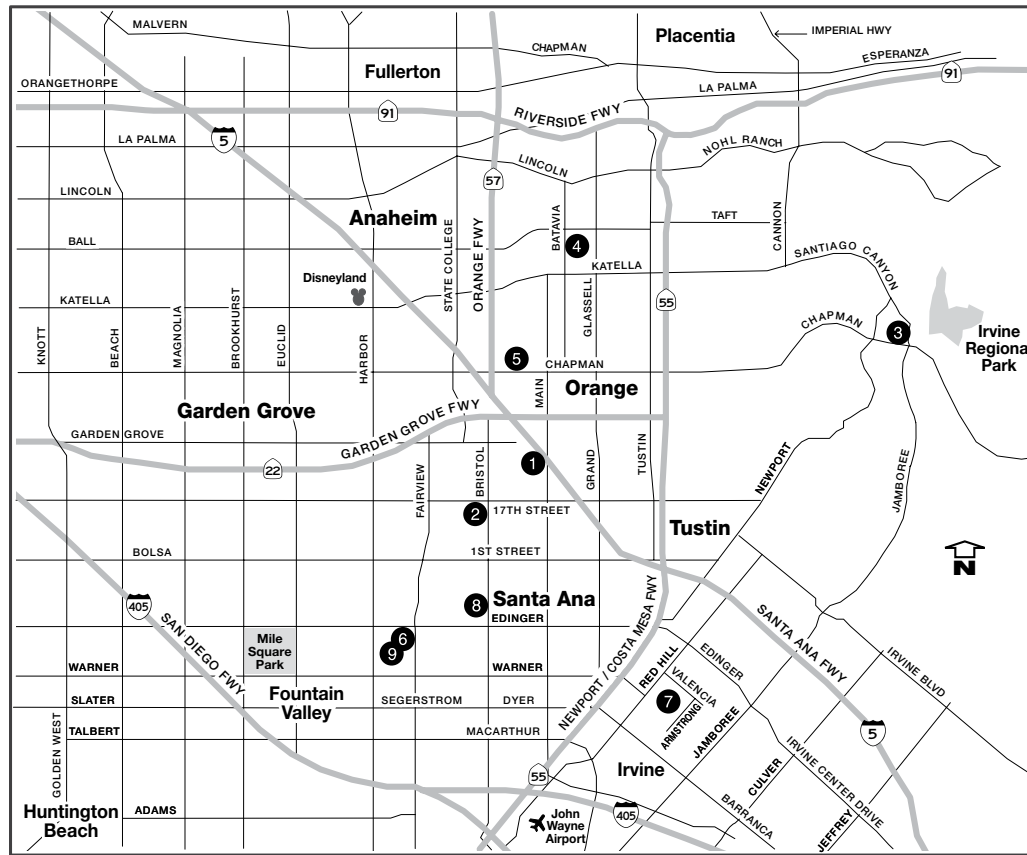 MALVERN
CHAPMAN
Placentia
IMPERIAL HWY
ESPERANZA
Fullerton
ORANGETHORPE
LA PALMA
91
91
RIVERSIDE FWY
5
LA PALMA
LINCOLN
NOHL RANCH
57
LINCOLN
Anaheim
STATE COLLEGE
ORANGE FWY
BATAVIA
TAFT
CANNON
BALL
4
SANTIAGO CANYON
KATELLA
Disneyland
KATELLA
GLASSELL
55
KNOTT
BEACH
MAGNOLIA
BROOKHURST
EUCLID
HARBOR
CHAPMAN
3
Irvine
Regional
Park
5
CHAPMAN
MAIN
Orange
Garden Grove
GARDEN GROVE FWY
GARDEN GROVE
22
FAIRVIEW
BRISTOL
1
GRAND
TUSTIN
NEWPORT
JAMBOREE
2
17TH STREET
Tustin
BOLSA
1ST STREET
N
405
8
Santa Ana
EDINGER
SAN DIEGO FWY
Mile
Square
Park
6
9
NEWPORT / COSTA MESA FWY
SANTA ANA FWY
RED HILL
EDINGER
IRVINE BLVD
WARNER
WARNER
VALENCIA
SLATER
Fountain
Valley
SEGERSTROM
DYER
7
ARMSTRONG
JAMBOREE
TALBERT
MACARTHUR
5
GOLDEN WEST
55
Irvine
CULVER
IRVINE CENTER DRIVE
Huntington
Beach
ADAMS
405
John
Wayne
Airport
BARRANCA
JEFFREY